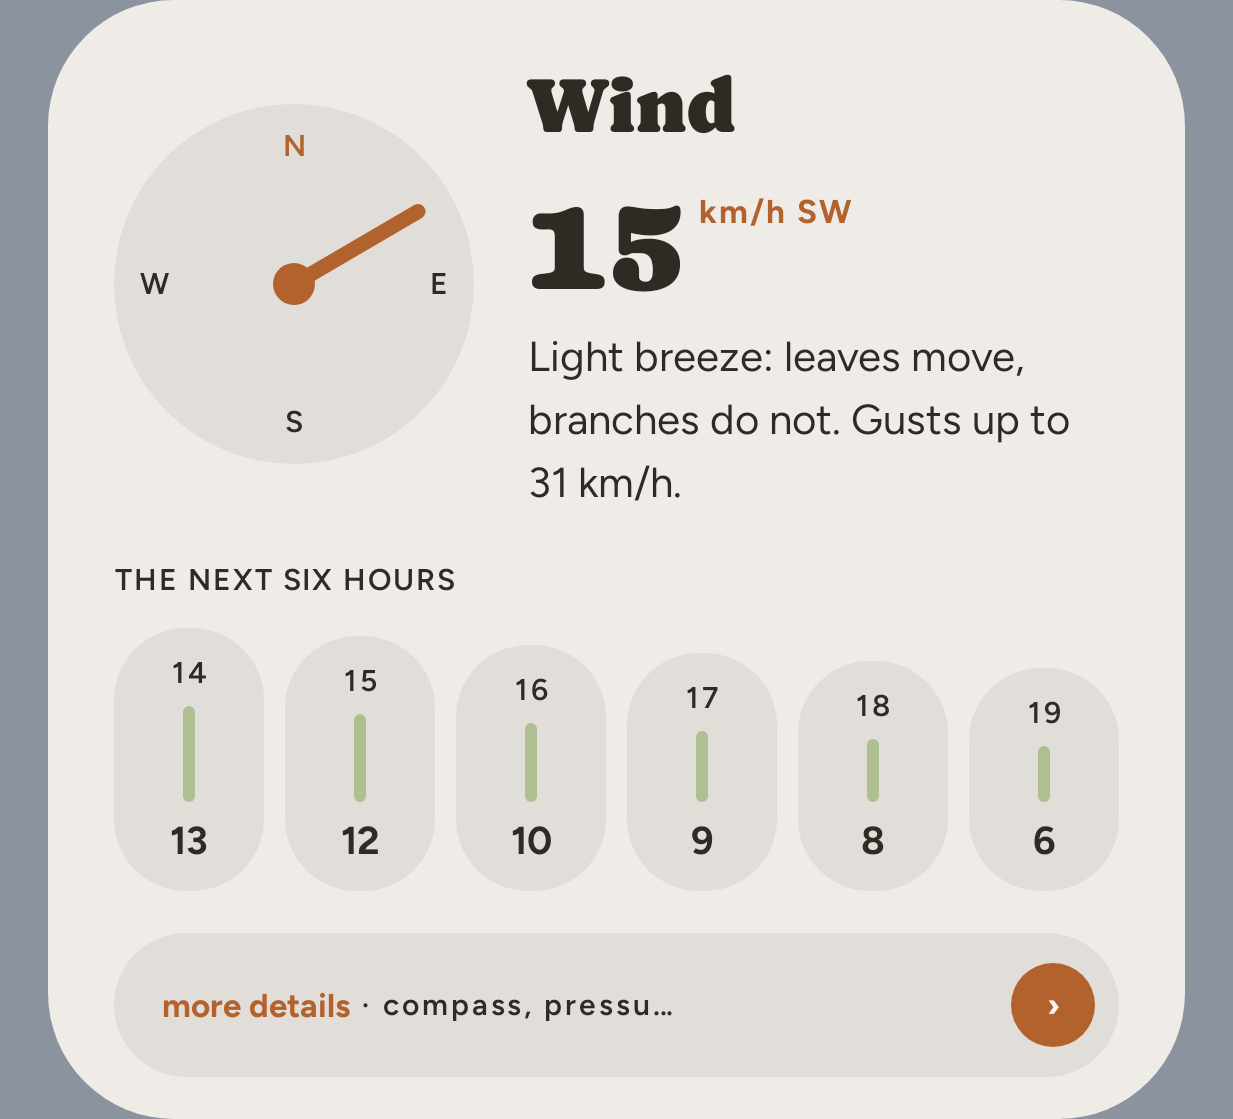 Wind
N
W
E
S
15 km/h SW
Light breeze: leaves move,
branches do not. Gusts up to
31 km/h.
THE NEXT SIX HOURS
14 15 16 17 18 19
13 12 10 9 8 6
more details · compass, pressu…
›